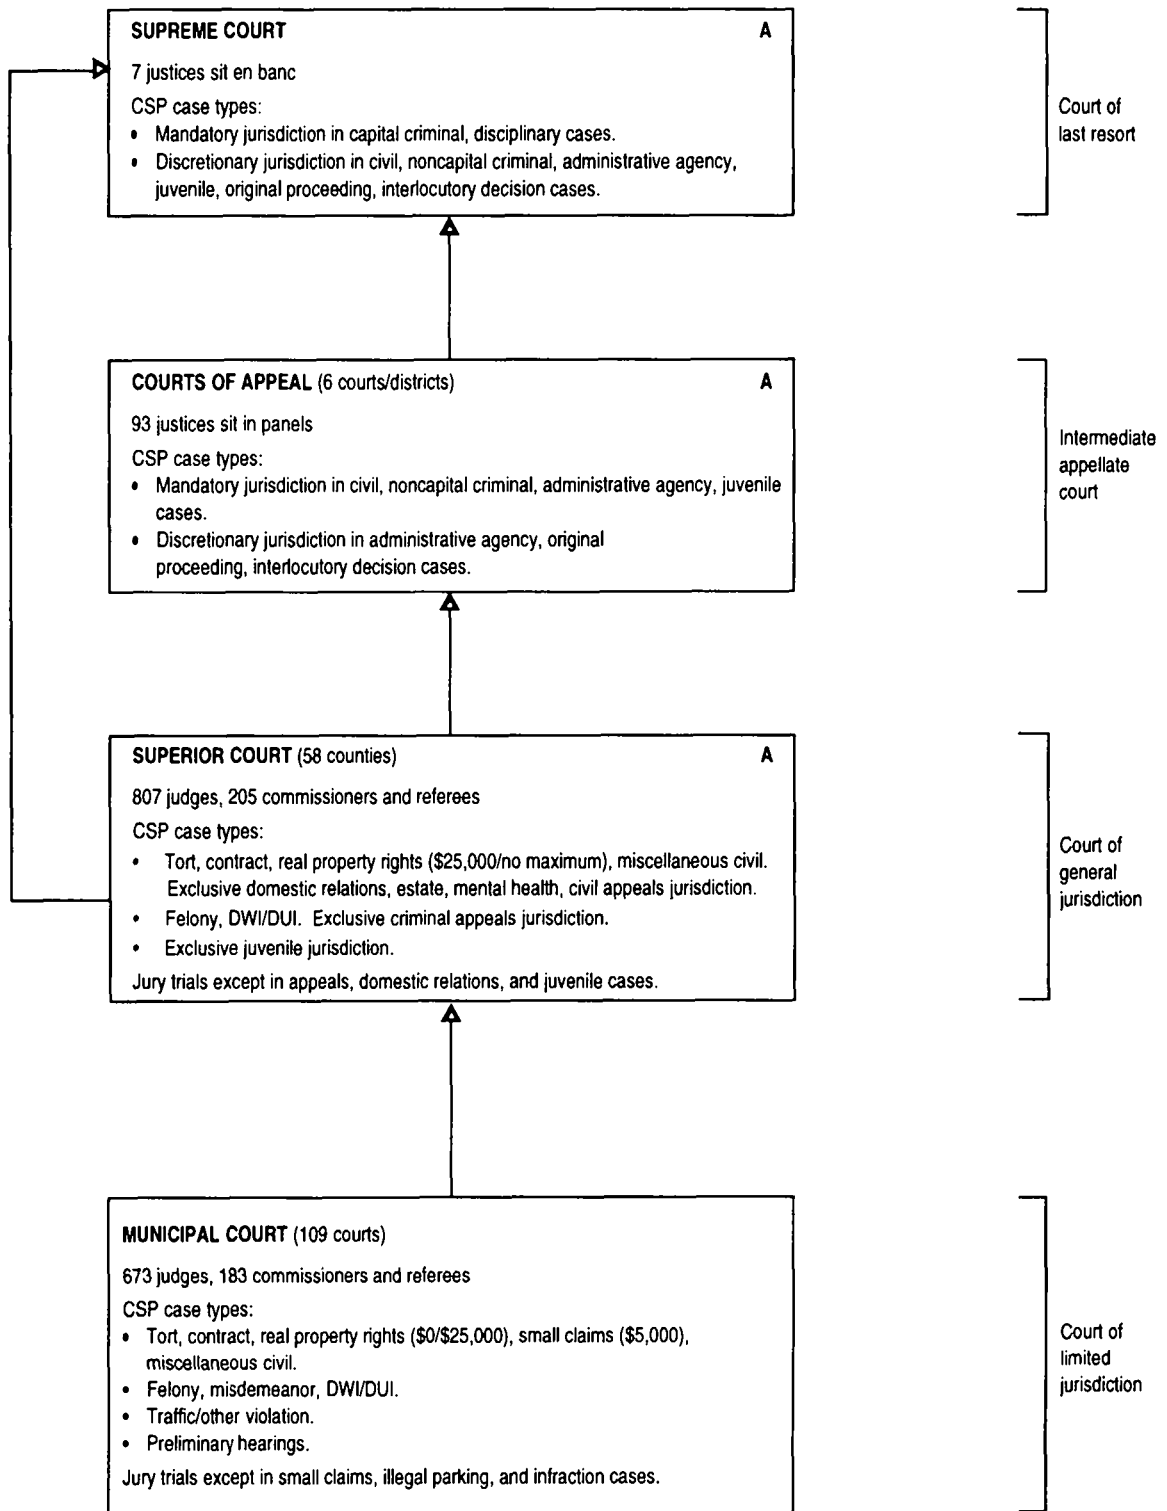 SUPREME COURT A
7 justices sit en banc
CSP case types:
• Mandatory jurisdiction in capital criminal, disciplinary cases.
• Discretionary jurisdiction in civil, noncapital criminal, administrative agency,
juvenile, original proceeding, interlocutory decision cases.
Court of
last resort
COURTS OF APPEAL (6 courts/districts) A
93 justices sit in panels
CSP case types:
• Mandatory jurisdiction in civil, noncapital criminal, administrative agency, juvenile
cases.
• Discretionary jurisdiction in administrative agency, original
proceeding, interlocutory decision cases.
Intermediate
appellate
court
SUPERIOR COURT (58 counties) A
807 judges, 205 commissioners and referees
CSP case types:
• Tort, contract, real property rights ($25,000/no maximum), miscellaneous civil.
Exclusive domestic relations, estate, mental health, civil appeals jurisdiction.
• Felony, DWI/DUI. Exclusive criminal appeals jurisdiction.
• Exclusive juvenile jurisdiction.
Jury trials except in appeals, domestic relations, and juvenile cases.
Court of
general
jurisdiction
MUNICIPAL COURT (109 courts)
673 judges, 183 commissioners and referees
CSP case types:
• Tort, contract, real property rights ($0/$25,000), small claims ($5,000),
miscellaneous civil.
• Felony, misdemeanor, DWI/DUI.
• Traffic/other violation.
• Preliminary hearings.
Jury trials except in small claims, illegal parking, and infraction cases.
Court of
limited
jurisdiction